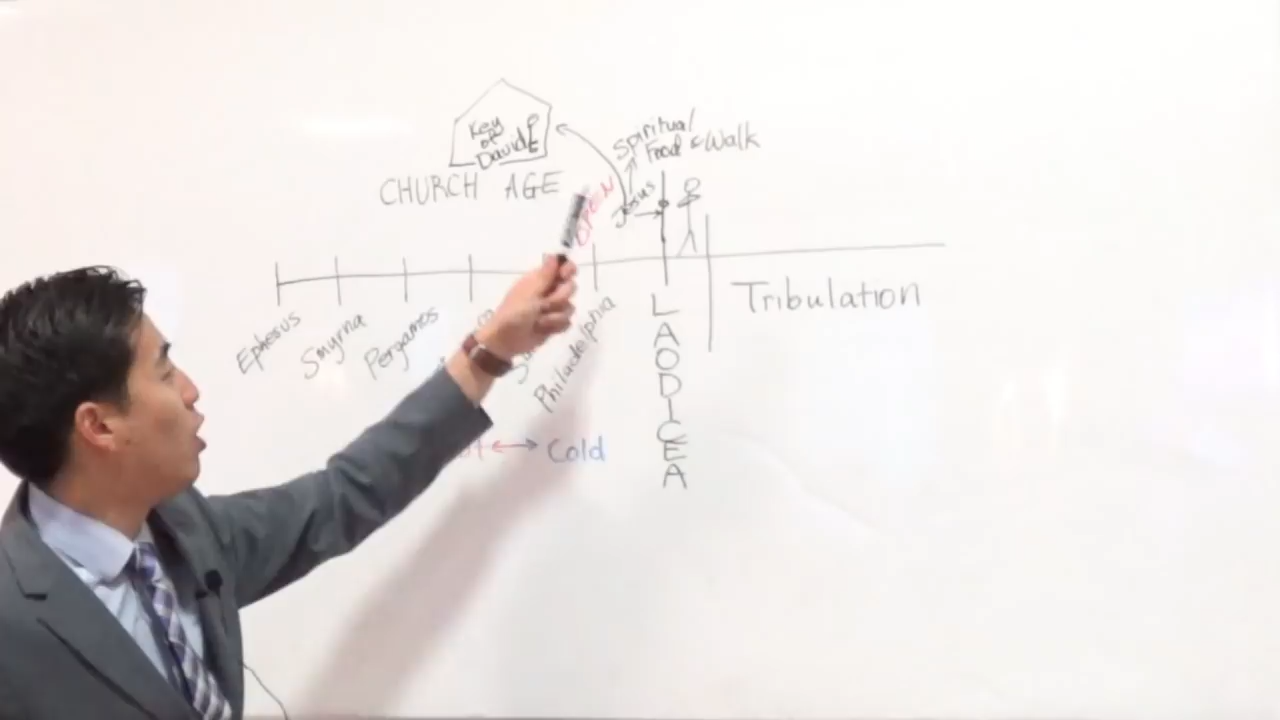 Key
of
David
Spiritual
Food & Walk
CHURCH AGE
OPEN
Jesus
Ephesus
Smyrna
Pergamos
Philadelphia
LAODICEA
Tribulation
Cold